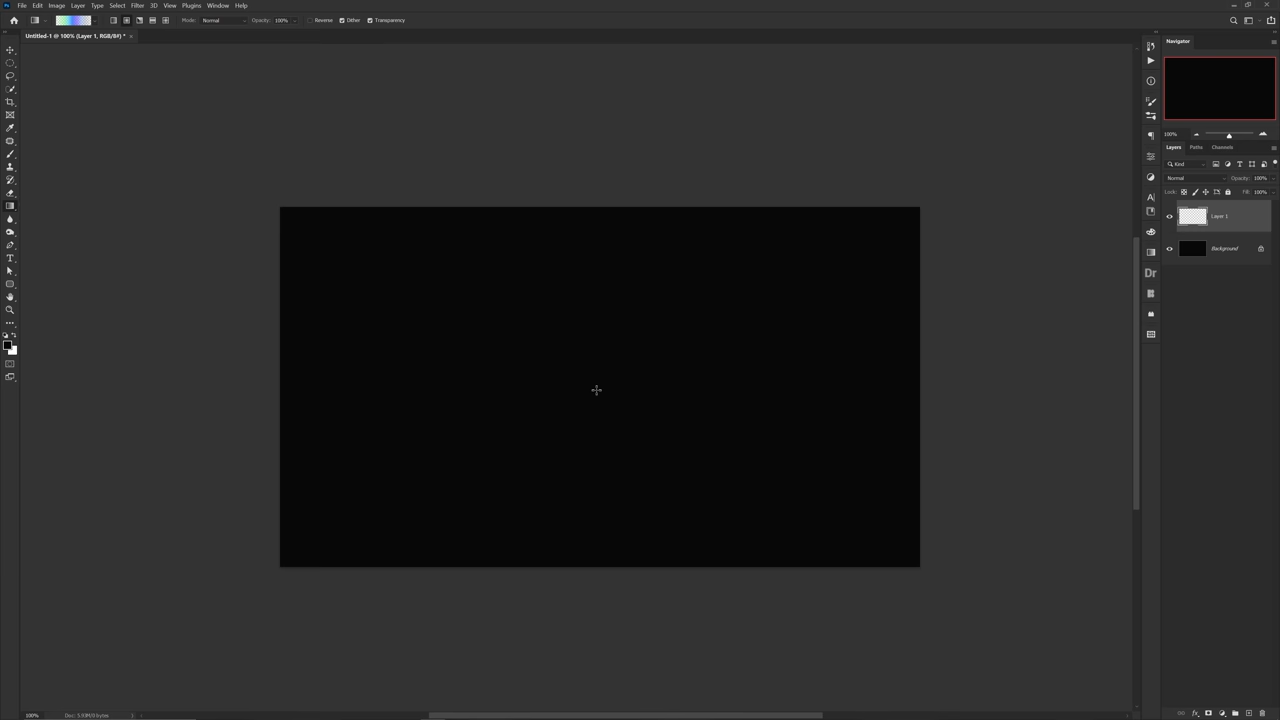 File Edit Image Layer Type Select Filter 3D View Plugins Window Help
Mode: Normal Opacity: 100% Reverse Dither Transparency
Untitled-1 @ 100% (Layer 1, RGB/8#) * ×
Navigator
100%
Layers Paths Channels
Kind
Normal Opacity: 100%
Lock: Fill: 100%
Layer 1
Background
Dr
100% Doc: 5.93M/0 bytes